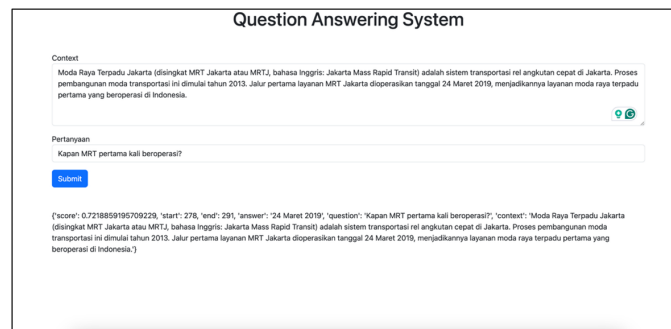 Question Answering System
Context
Moda Raya Terpadu Jakarta (disingkat MRT Jakarta atau MRTJ, bahasa Inggris: Jakarta Mass Rapid Transit) adalah sistem transportasi rel angkutan cepat di Jakarta. Proses
pembangunan moda transportasi ini dimulai tahun 2013. Jalur pertama layanan MRT Jakarta dioperasikan tanggal 24 Maret 2019, menjadikannya layanan moda raya terpadu
pertama yang beroperasi di Indonesia.
Pertanyaan
Kapan MRT pertama kali beroperasi?
Submit
{'score': 0.7218859195709229, 'start': 278, 'end': 291, 'answer': '24 Maret 2019', 'question': 'Kapan MRT pertama kali beroperasi?', 'context': 'Moda Raya Terpadu Jakarta
(disingkat MRT Jakarta atau MRTJ, bahasa Inggris: Jakarta Mass Rapid Transit) adalah sistem transportasi rel angkutan cepat di Jakarta. Proses pembangunan moda
transportasi ini dimulai tahun 2013. Jalur pertama layanan MRT Jakarta dioperasikan tanggal 24 Maret 2019, menjadikannya layanan moda raya terpadu pertama yang
beroperasi di Indonesia.'}